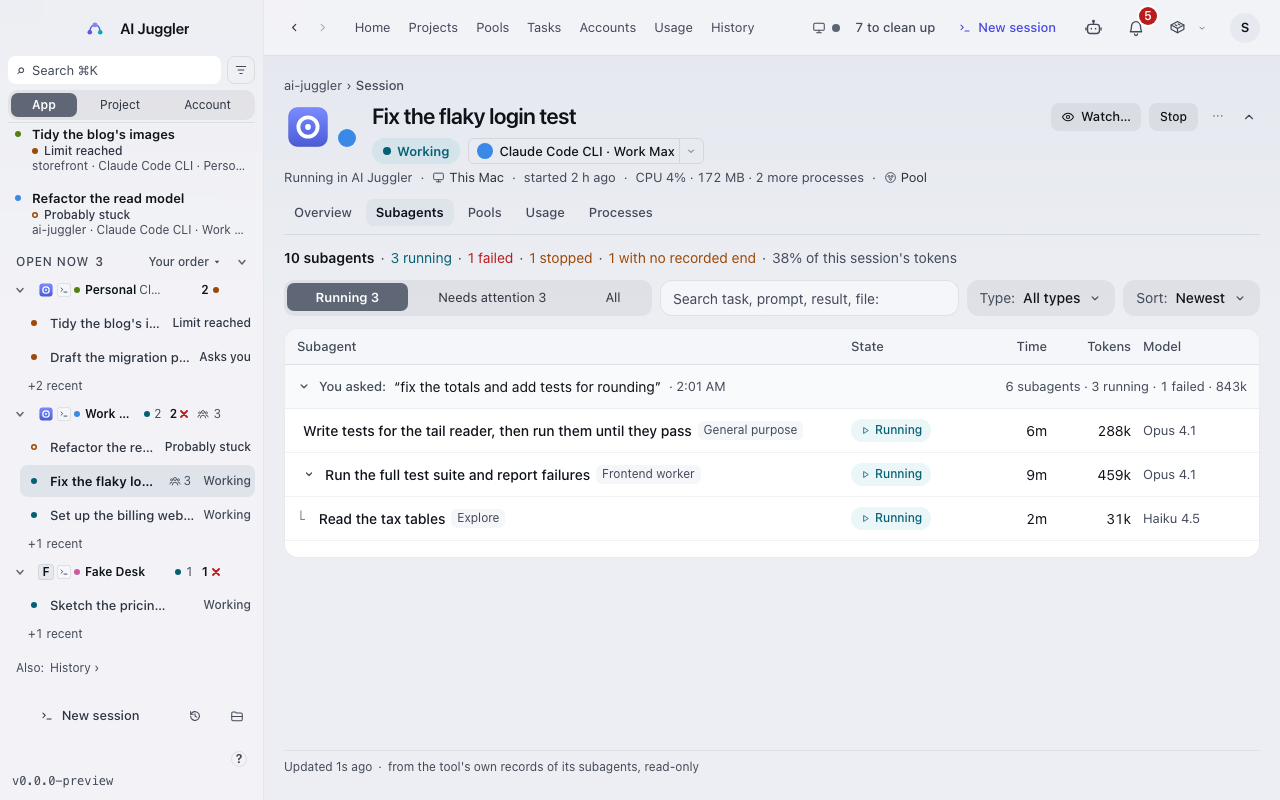 AI Juggler
Search ⌘K
App Project Account
Tidy the blog's images
Limit reached
storefront · Claude Code CLI · Perso…
Refactor the read model
Probably stuck
ai-juggler · Claude Code CLI · Work …
OPEN NOW 3 Your order
Personal Cl… 2
Tidy the blog's i… Limit reached
Draft the migration p… Asks you
+2 recent
Work … 2 2 3
Refactor the re… Probably stuck
Fix the flaky lo… 3 Working
Set up the billing web… Working
+1 recent
F Fake Desk 1 1
Sketch the pricin… Working
+1 recent
Also: History ›
New session
?
v0.0.0-preview
Home Projects Pools Tasks Accounts Usage History 7 to clean up New session 5 S
ai-juggler › Session
Fix the flaky login test
Watch… Stop ···
Working Claude Code CLI · Work Max
Running in AI Juggler · This Mac · started 2 h ago · CPU 4% · 172 MB · 2 more processes · Pool
Overview Subagents Pools Usage Processes
10 subagents · 3 running · 1 failed · 1 stopped · 1 with no recorded end · 38% of this session's tokens
Running 3 Needs attention 3 All Search task, prompt, result, file: Type: All types Sort: Newest
Subagent State Time Tokens Model
You asked: “fix the totals and add tests for rounding” · 2:01 AM 6 subagents · 3 running · 1 failed · 843k
Write tests for the tail reader, then run them until they pass General purpose Running 6m 288k Opus 4.1
Run the full test suite and report failures Frontend worker Running 9m 459k Opus 4.1
Read the tax tables Explore Running 2m 31k Haiku 4.5
Updated 1s ago · from the tool's own records of its subagents, read-only